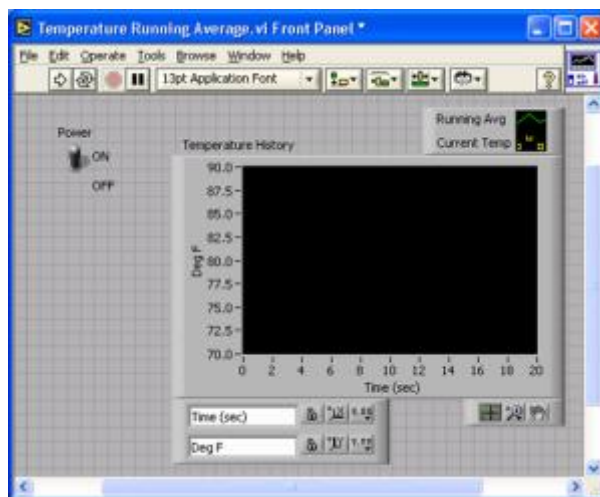 Temperature Running Average.vi Front Panel *
File Edit Operate Tools Browse Window Help
13pt Application Font
Power
ON
OFF
Running Avg
Current Temp
Temperature History
90.0
87.5
85.0
82.5
80.0
77.5
75.0
72.5
70.0
Deg F
0 2 4 6 8 10 12 14 16 18 20
Time (sec)
Time (sec)
Deg F